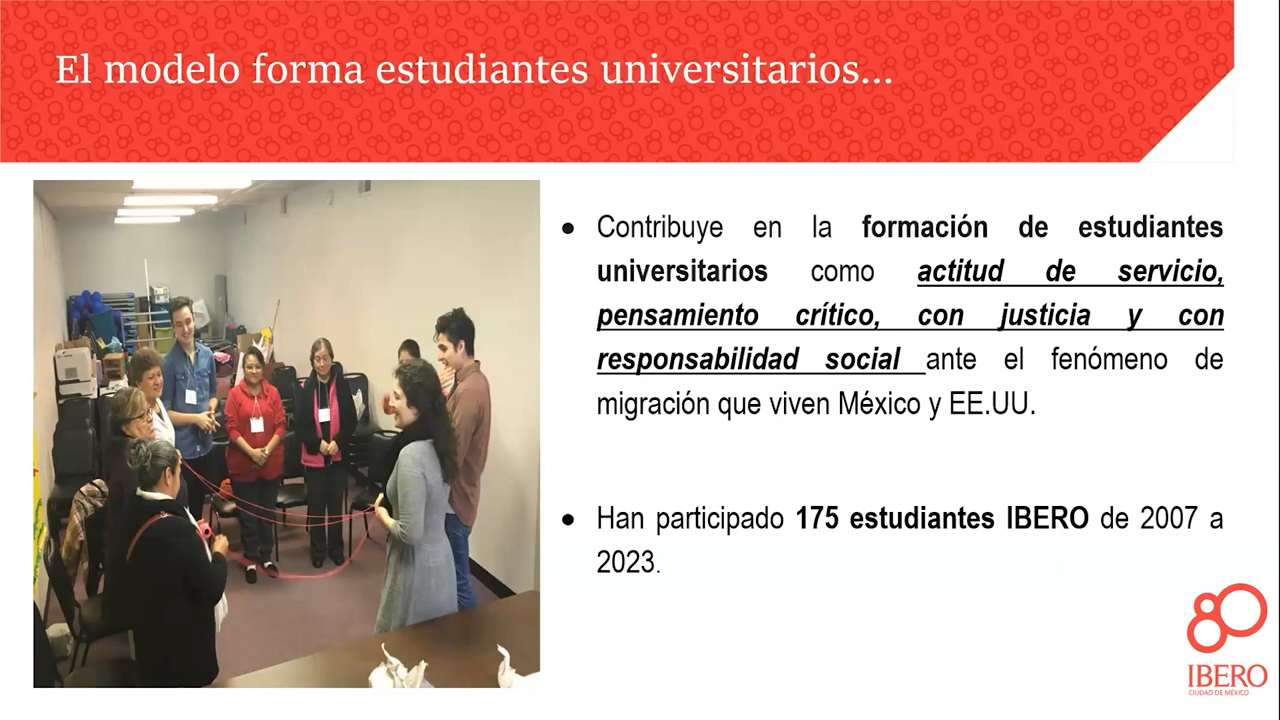 El modelo forma estudiantes universitarios...
• Contribuye en la formación de estudiantes
universitarios como actitud de servicio,
pensamiento crítico, con justicia y con
responsabilidad social ante el fenómeno de
migración que viven México y EE.UU.
• Han participado 175 estudiantes IBERO de 2007 a
2023.
80
IBERO
CIUDAD DE MÉXICO